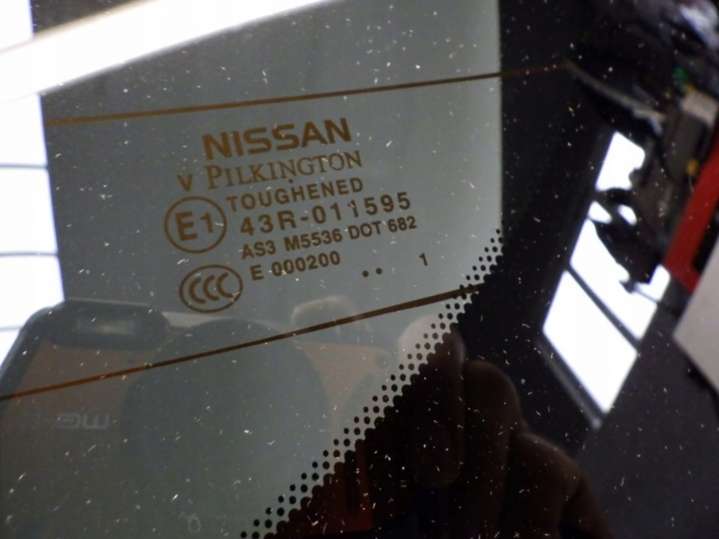 NISSAN
v PILKINGTON
TOUGHENED
E1 43R-011595
AS3 M5536 DOT 682
CCC E 000200
.. 1